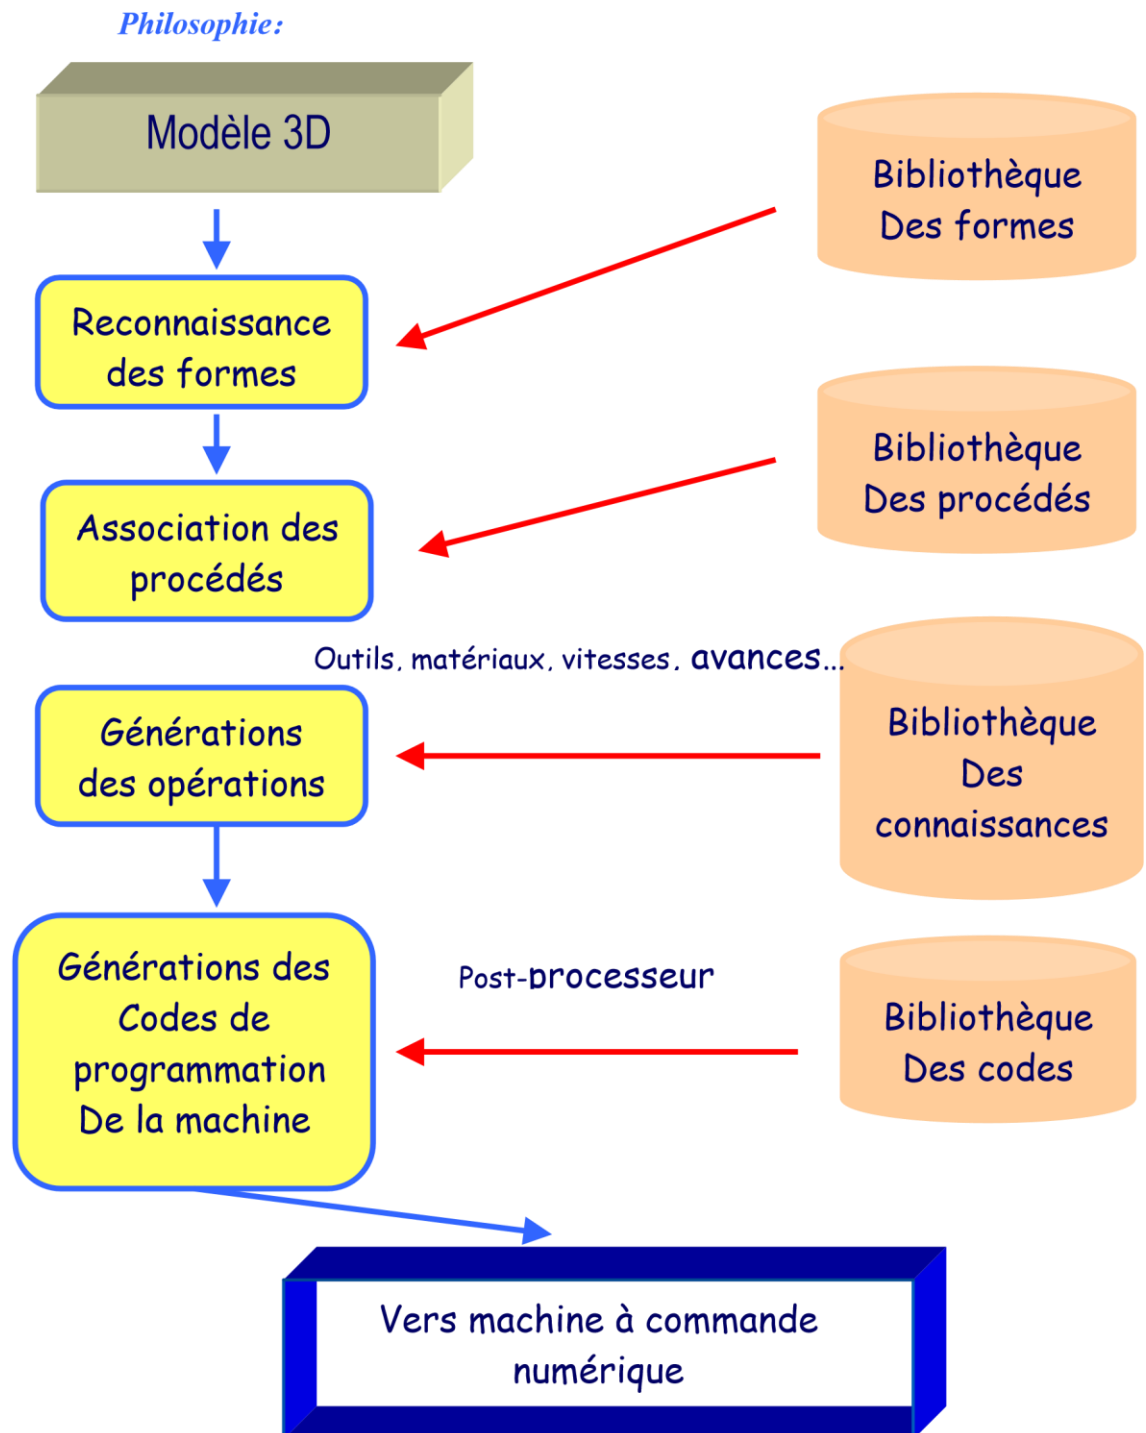 Philosophie:
Modèle 3D
Bibliothèque
Des formes
Reconnaissance
des formes
Bibliothèque
Des procédés
Association des
procédés
Outils, matériaux, vitesses, avances...
Bibliothèque
Des
connaissances
Générations
des opérations
Générations des
Codes de
programmation
De la machine
Post-processeur
Bibliothèque
Des codes
Vers machine à commande
numérique